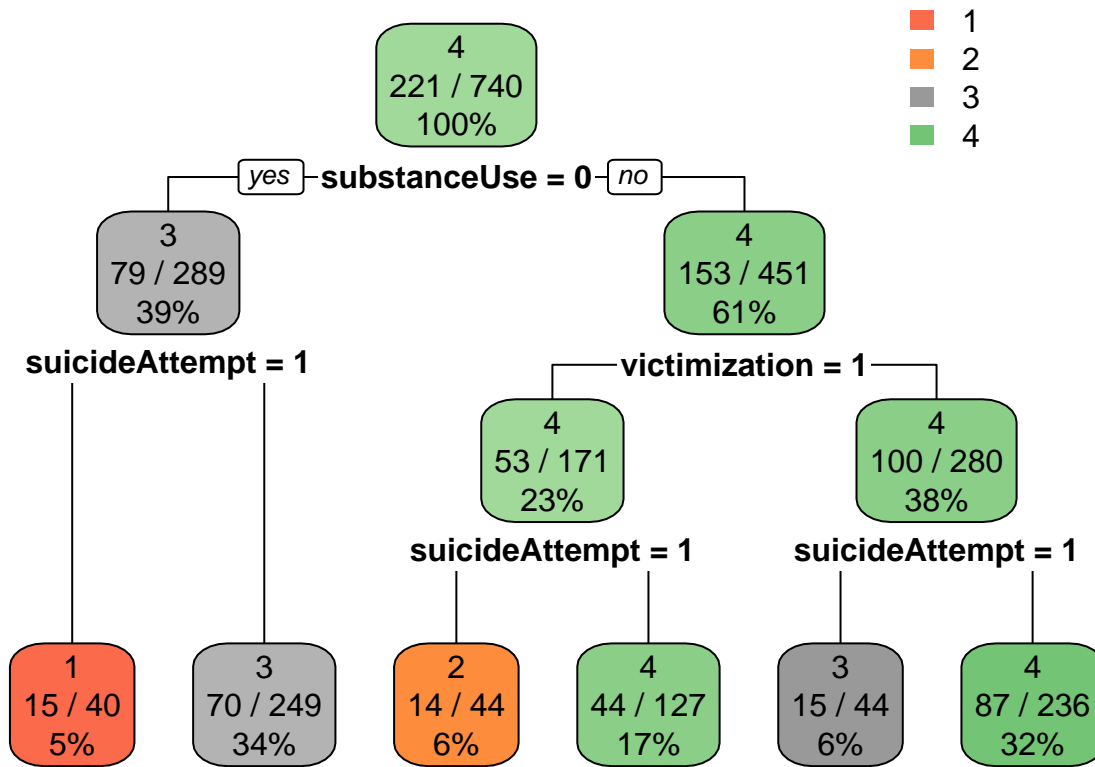 4
221 / 740
100%
1
2
3
4
yes substanceUse = 0 no
3
79 / 289
39%
4
153 / 451
61%
suicideAttempt = 1
victimization = 1
4
53 / 171
23%
4
100 / 280
38%
suicideAttempt = 1
suicideAttempt = 1
1
15 / 40
5%
3
70 / 249
34%
2
14 / 44
6%
4
44 / 127
17%
3
15 / 44
6%
4
87 / 236
32%